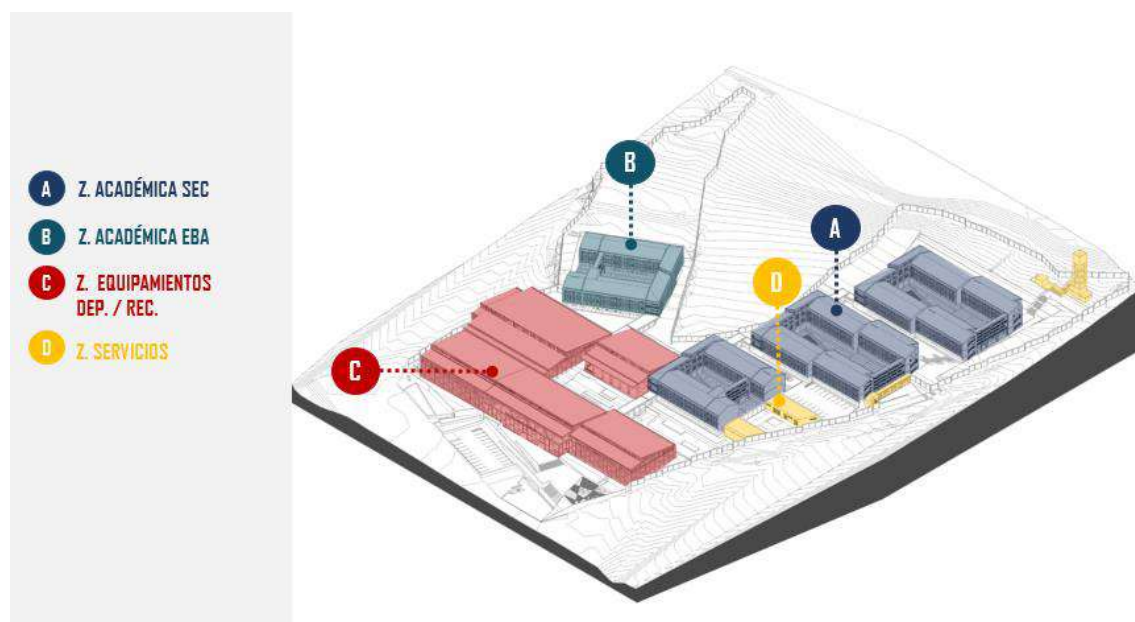 A Z. ACADÉMICA SEC
B Z. ACADÉMICA EBA
C Z. EQUIPAMIENTOS
DEP. / REC.
D Z. SERVICIOS
B
A
D
C